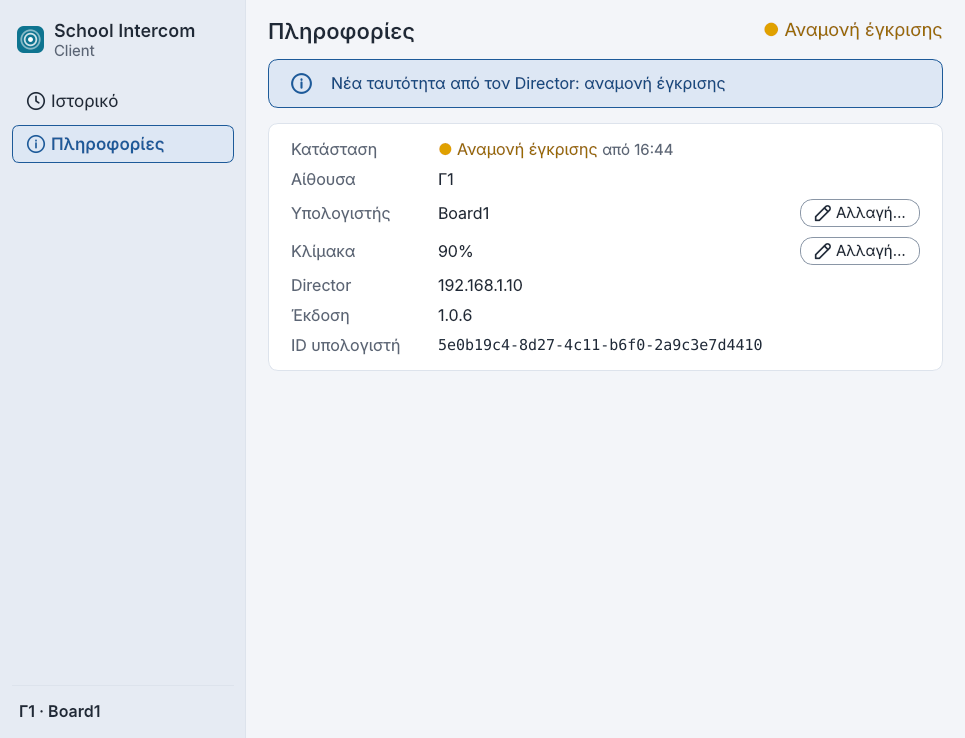 School Intercom
Client
Ιστορικό
Πληροφορίες
Γ1 · Board1
Πληροφορίες
Αναμονή έγκρισης
Νέα ταυτότητα από τον Director: αναμονή έγκρισης
Κατάσταση Αναμονή έγκρισης από 16:44
Αίθουσα Γ1
Υπολογιστής Board1 Αλλαγή…
Κλίμακα 90% Αλλαγή…
Director 192.168.1.10
Έκδοση 1.0.6
ID υπολογιστή 5e0b19c4-8d27-4c11-b6f0-2a9c3e7d4410